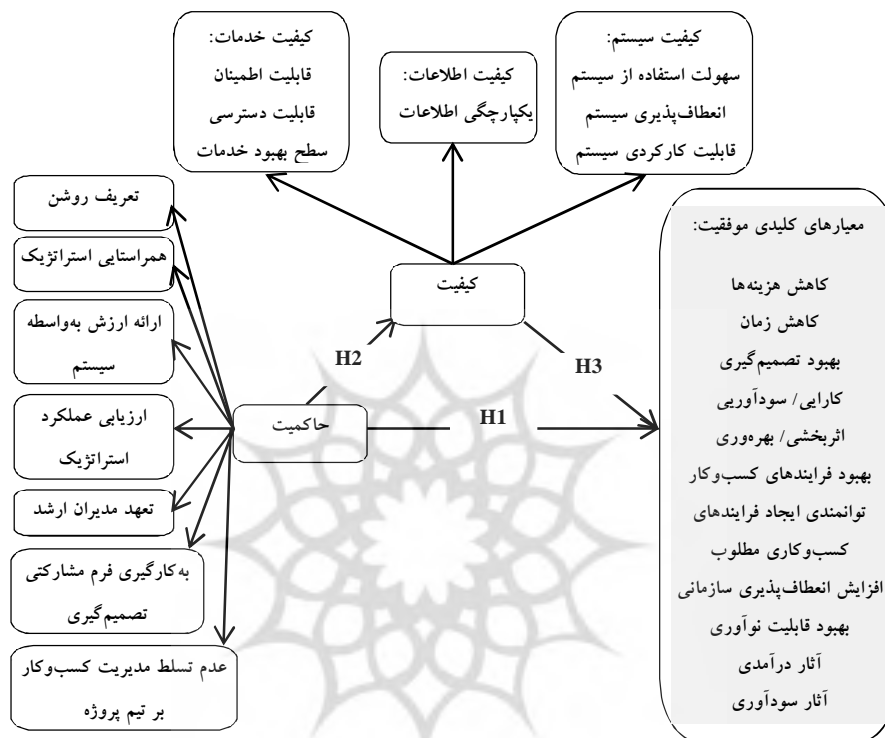 کیفیت سیستم:
سهولت استفاده از سیستم
انعطاف‌پذیری سیستم
قابلیت کارکردی سیستم
کیفیت اطلاعات:
یکپارچگی اطلاعات
کیفیت خدمات:
قابلیت اطمینان
قابلیت دسترسی
سطح بهبود خدمات
کیفیت
حاکمیت
H2
H3
H1
تعریف روشن
همراستایی استراتژیک
ارائه ارزش به‌واسطه
سیستم
ارزیابی عملکرد
استراتژیک
تعهد مدیران ارشد
به‌کارگیری فرم مشارکتی
تصمیم‌گیری
عدم تسلط مدیریت کسب‌وکار
بر تیم پروژه
معیارهای کلیدی موفقیت:
کاهش هزینه‌ها
کاهش زمان
بهبود تصمیم‌گیری
کارایی/ سودآوریی
اثربخشی/ بهره‌وری
بهبود فرایندهای کسب‌وکار
توانمندی ایجاد فرایندهای
کسب‌وکاری مطلوب
افزایش انعطاف‌پذیری سازمانی
بهبود قابلیت نوآوری
آثار درآمدی
آثار سودآوری